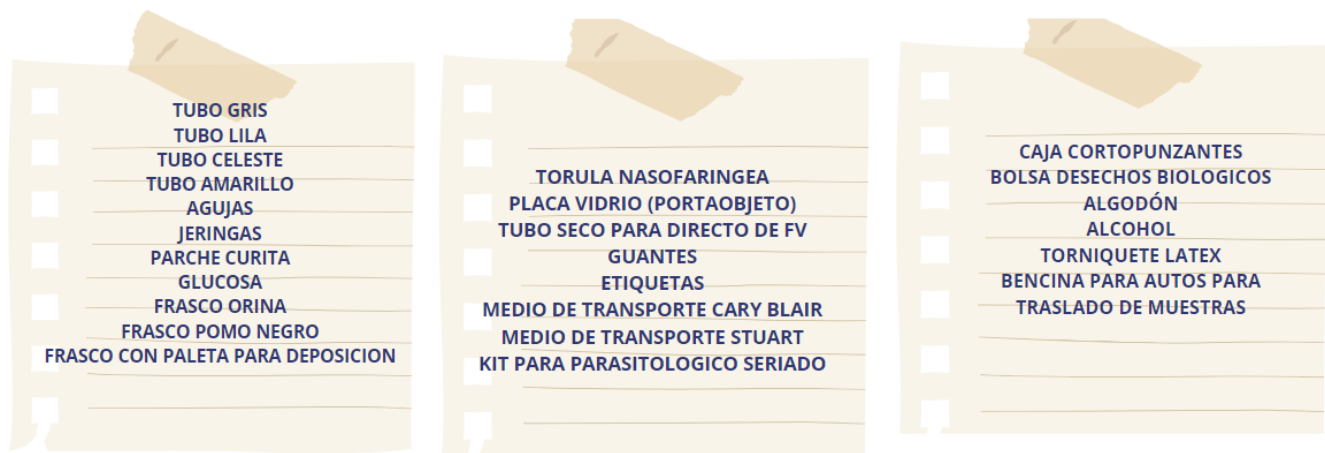 TUBO GRIS
TUBO LILA
TUBO CELESTE
TUBO AMARILLO
AGUJAS
JERINGAS
PARCHE CURITA
GLUCOSA
FRASCO ORINA
FRASCO POMO NEGRO
FRASCO CON PALETA PARA DEPOSICION
TORULA NASOFARINGEA
PLACA VIDRIO (PORTAOBJETO)
TUBO SECO PARA DIRECTO DE FV
GUANTES
ETIQUETAS
MEDIO DE TRANSPORTE CARY BLAIR
MEDIO DE TRANSPORTE STUART
KIT PARA PARASITOLOGICO SERIADO
CAJA CORTOPUNZANTES
BOLSA DESECHOS BIOLOGICOS
ALGODÓN
ALCOHOL
TORNIQUETE LATEX
BENCINA PARA AUTOS PARA
TRASLADO DE MUESTRAS